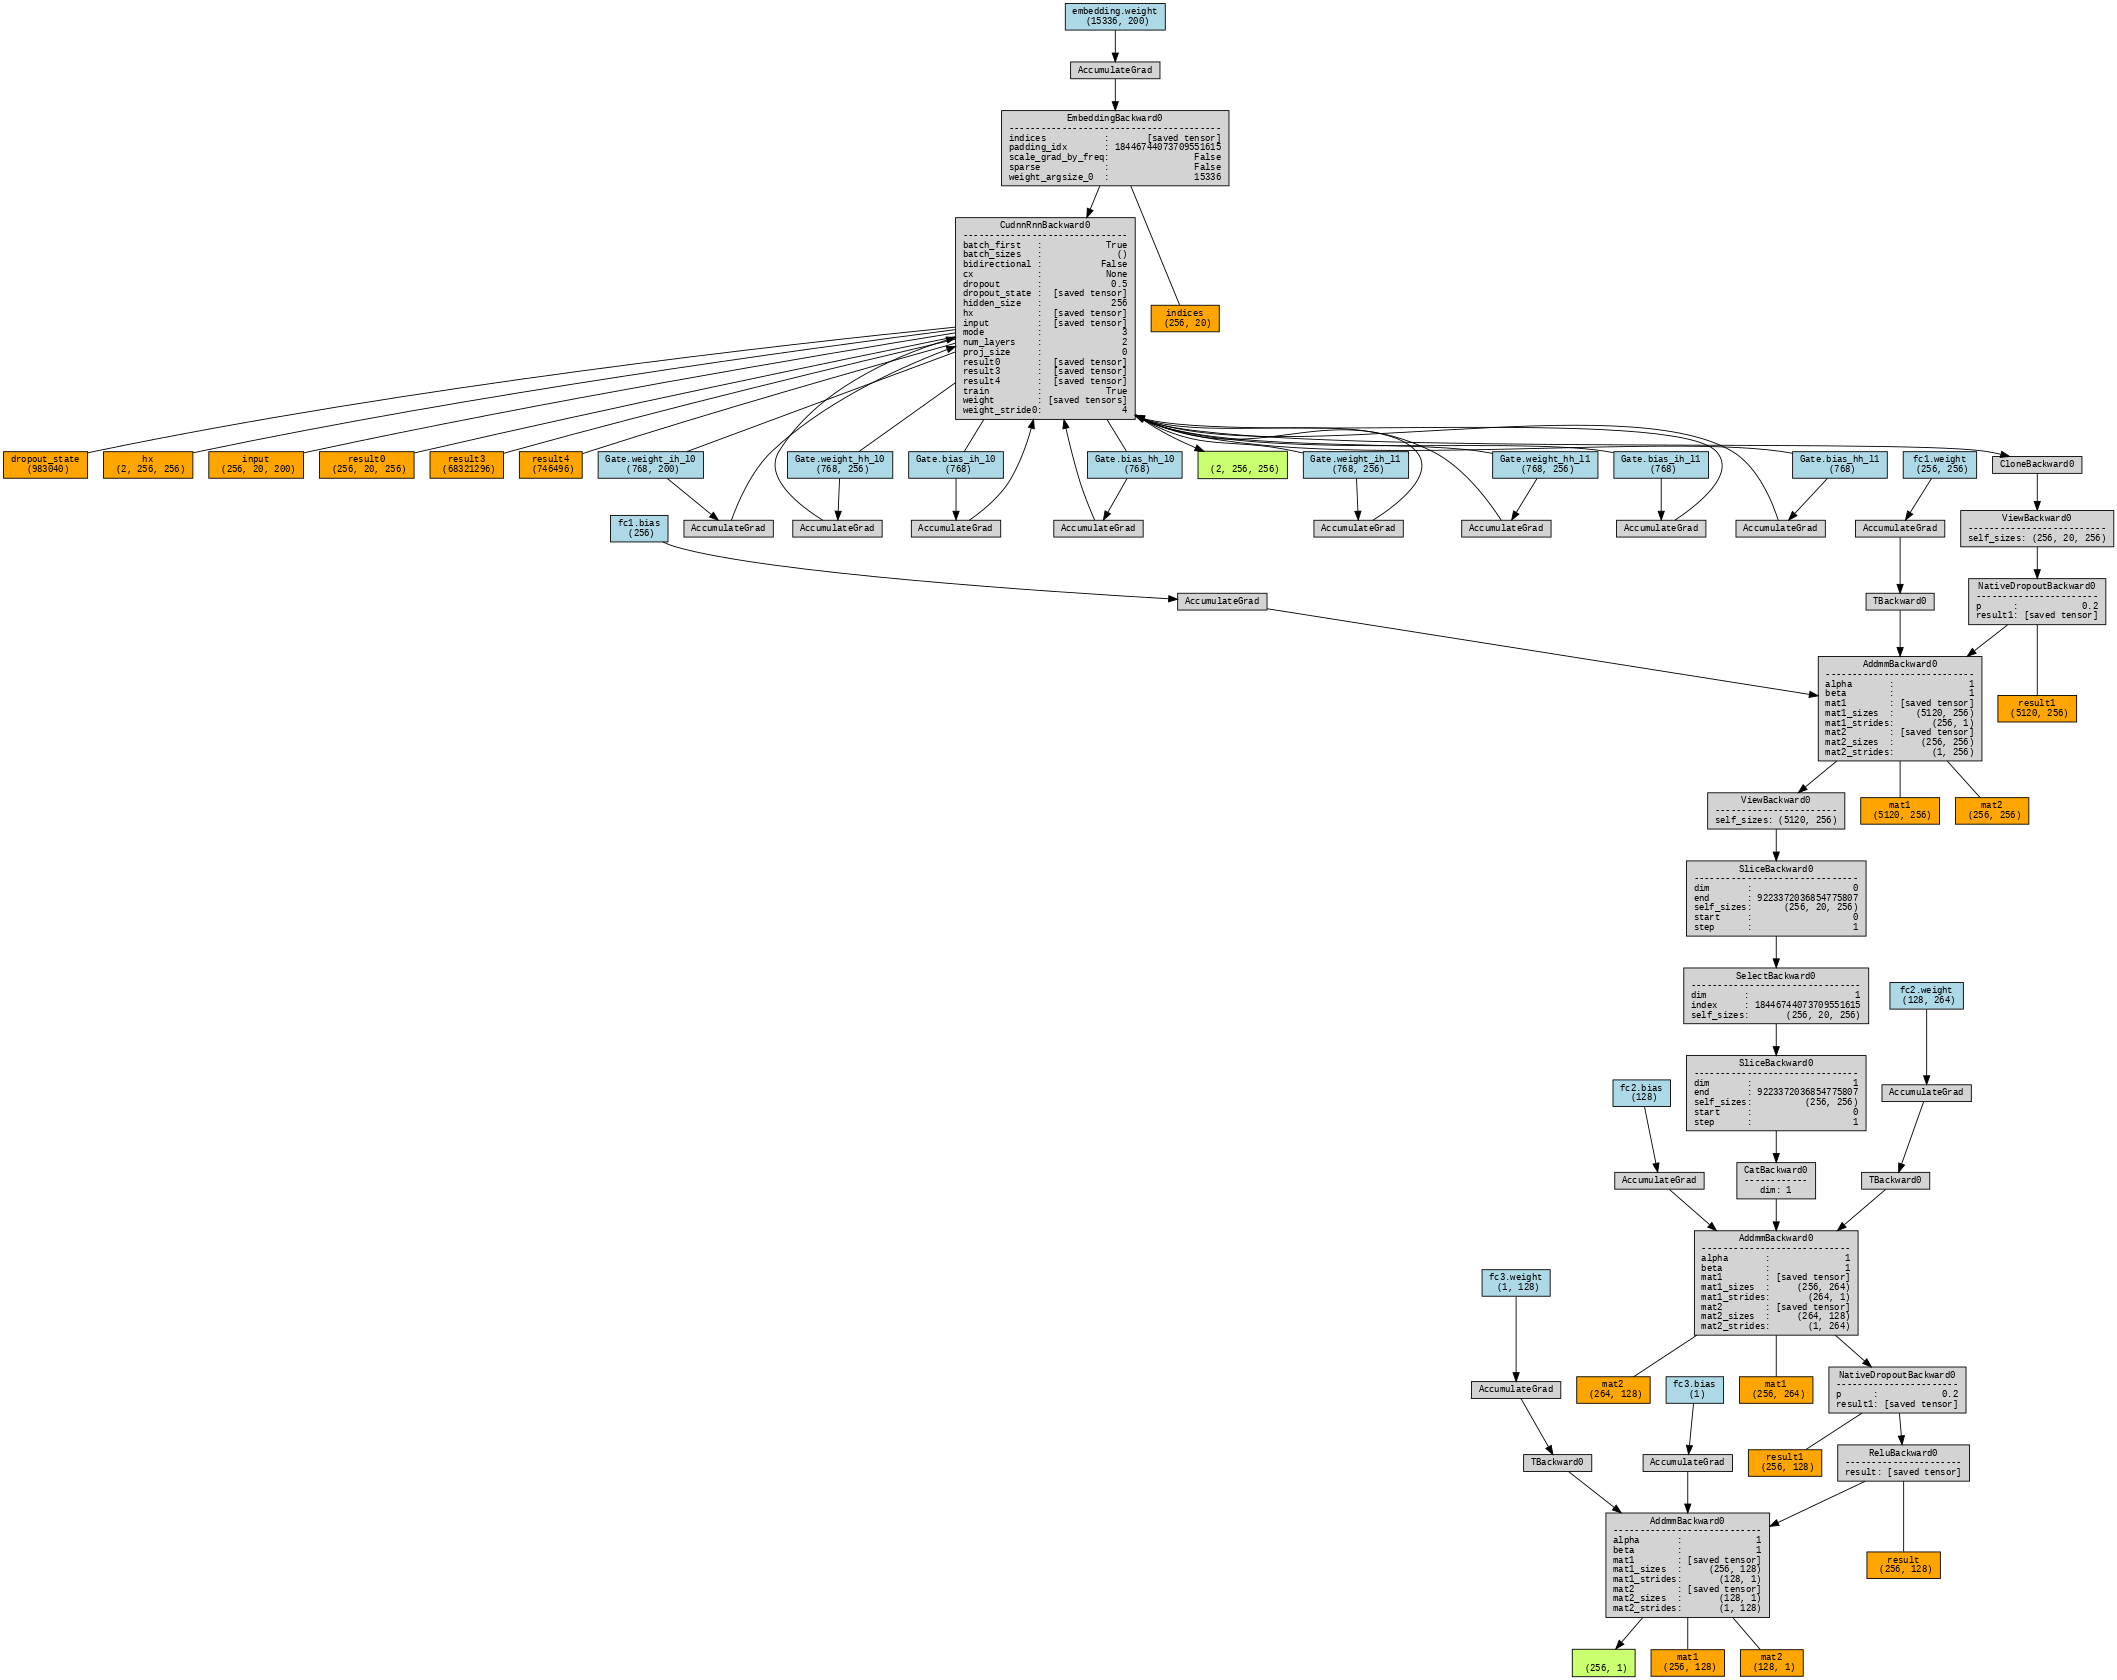 embedding.weight
(15336, 200)
AccumulateGrad
EmbeddingBackward0
----------------------------------------
indices           :       [saved tensor]
padding_idx       : 18446744073709551615
scale_grad_by_freq:                False
sparse            :                False
weight_argsize_0  :                15336
CudnnRnnBackward0
-------------------------------
batch_first   :            True
batch_sizes   :              ()
bidirectional :           False
cx            :            None
dropout       :             0.5
dropout_state :  [saved tensor]
hidden_size   :             256
hx            :  [saved tensor]
input         :  [saved tensor]
mode          :               3
num_layers    :               2
proj_size     :               0
result0       :  [saved tensor]
result3       :  [saved tensor]
result4       :  [saved tensor]
train         :            True
weight        : [saved tensors]
weight_stride0:               4
indices
(256, 20)
dropout_state
(983040)
hx
(2, 256, 256)
input
(256, 20, 200)
result0
(256, 20, 256)
result3
(68321296)
result4
(746496)
Gate.weight_ih_l0
(768, 200)
Gate.weight_hh_l0
(768, 256)
Gate.bias_ih_l0
(768)
Gate.bias_hh_l0
(768)
(2, 256, 256)
Gate.weight_ih_l1
(768, 256)
Gate.weight_hh_l1
(768, 256)
Gate.bias_ih_l1
(768)
Gate.bias_hh_l1
(768)
fc1.weight
(256, 256)
CloneBackward0
fc1.bias
(256)
AccumulateGrad
AccumulateGrad
AccumulateGrad
AccumulateGrad
AccumulateGrad
AccumulateGrad
AccumulateGrad
AccumulateGrad
AccumulateGrad
ViewBackward0
--------------------------
self_sizes: (256, 20, 256)
AccumulateGrad
TBackward0
NativeDropoutBackward0
-----------------------
p      :            0.2
result1: [saved tensor]
AddmmBackward0
----------------------------
alpha       :              1
beta        :              1
mat1        : [saved tensor]
mat1_sizes  :    (5120, 256)
mat1_strides:       (256, 1)
mat2        : [saved tensor]
mat2_sizes  :     (256, 256)
mat2_strides:       (1, 256)
result1
(5120, 256)
ViewBackward0
-----------------------
self_sizes: (5120, 256)
mat1
(5120, 256)
mat2
(256, 256)
SliceBackward0
-------------------------------
dim       :                   0
end       : 9223372036854775807
self_sizes:      (256, 20, 256)
start     :                   0
step      :                   1
SelectBackward0
--------------------------------
dim       :                    1
index     : 18446744073709551615
self_sizes:       (256, 20, 256)
fc2.weight
(128, 264)
SliceBackward0
-------------------------------
dim       :                   1
end       : 9223372036854775807
self_sizes:          (256, 256)
start     :                   0
step      :                   1
fc2.bias
(128)
AccumulateGrad
AccumulateGrad
CatBackward0
------------
dim: 1
TBackward0
AddmmBackward0
----------------------------
alpha       :              1
beta        :              1
mat1        : [saved tensor]
mat1_sizes  :     (256, 264)
mat1_strides:       (264, 1)
mat2        : [saved tensor]
mat2_sizes  :     (264, 128)
mat2_strides:       (1, 264)
fc3.weight
(1, 128)
AccumulateGrad
mat2
(264, 128)
fc3.bias
(1)
mat1
(256, 264)
NativeDropoutBackward0
-----------------------
p      :            0.2
result1: [saved tensor]
TBackward0
AccumulateGrad
result1
(256, 128)
ReluBackward0
----------------------
result: [saved tensor]
AddmmBackward0
----------------------------
alpha       :              1
beta        :              1
mat1        : [saved tensor]
mat1_sizes  :     (256, 128)
mat1_strides:       (128, 1)
mat2        : [saved tensor]
mat2_sizes  :       (128, 1)
mat2_strides:       (1, 128)
result
(256, 128)
(256, 1)
mat1
(256, 128)
mat2
(128, 1)